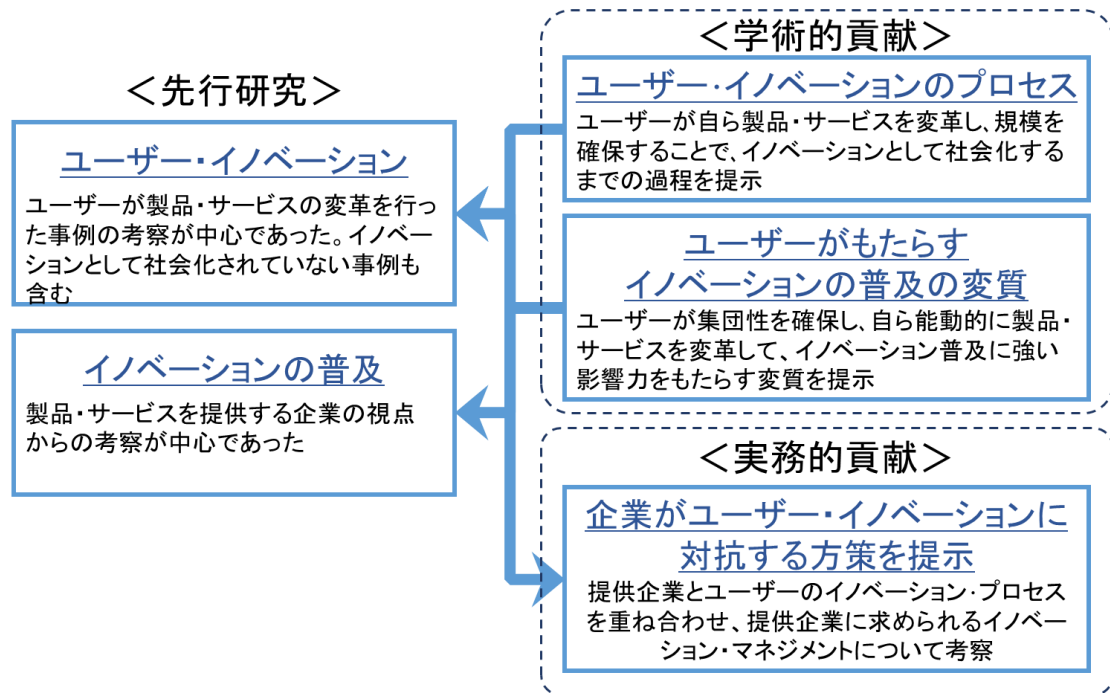 ＜先行研究＞
ユーザー・イノベーション
ユーザーが製品・サービスの変革を行っ
た事例の考察が中心であった。イノベー
ションとして社会化されていない事例も
含む
イノベーションの普及
製品・サービスを提供する企業の視点
からの考察が中心であった
＜学術的貢献＞
ユーザー・イノベーションのプロセス
ユーザーが自ら製品・サービスを変革し、規模を
確保することで、イノベーションとして社会化する
までの過程を提示
ユーザーがもたらす
イノベーションの普及の変質
ユーザーが集団性を確保し、自ら能動的に製品・
サービスを変革して、イノベーション普及に強い
影響力をもたらす変質を提示
＜実務的貢献＞
企業がユーザー・イノベーションに
対抗する方策を提示
提供企業とユーザーのイノベーション・プロセス
を重ね合わせ、提供企業に求められるイノベー
ション・マネジメントについて考察